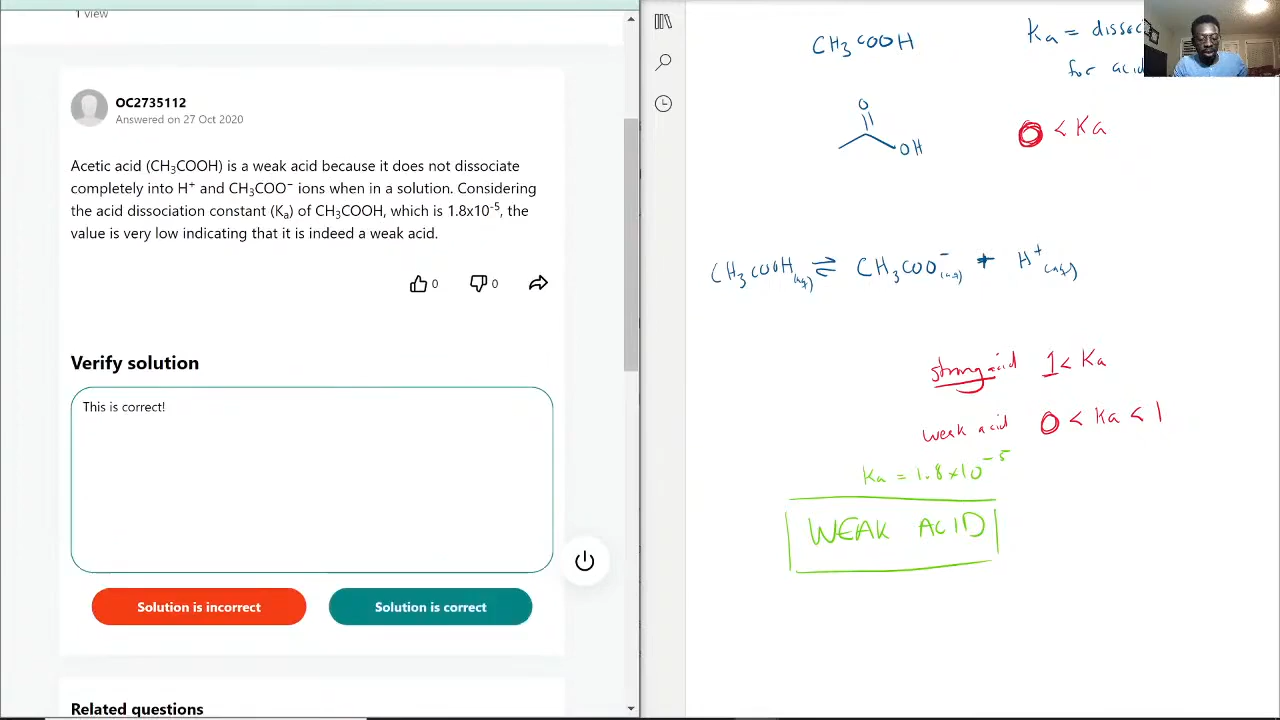 1 view
OC2735112
Answered on 27 Oct 2020
Acetic acid (CH₃COOH) is a weak acid because it does not dissociate
completely into H⁺ and CH₃COO⁻ ions when in a solution. Considering
the acid dissociation constant (Kₐ) of CH₃COOH, which is 1.8x10⁻⁵, the
value is very low indicating that it is indeed a weak acid.
0 0
Verify solution
This is correct!
Solution is incorrect Solution is correct
Related questions
CH₃COOH
Ka = dissoci
for acid
O
OH
0 < Ka
CH₃COOH(aq) ⇌ CH₃COO⁻(aq) + H⁺(aq)
strong acid 1 < Ka
weak acid 0 < Ka < 1
Ka = 1.8×10⁻⁵
WEAK ACID